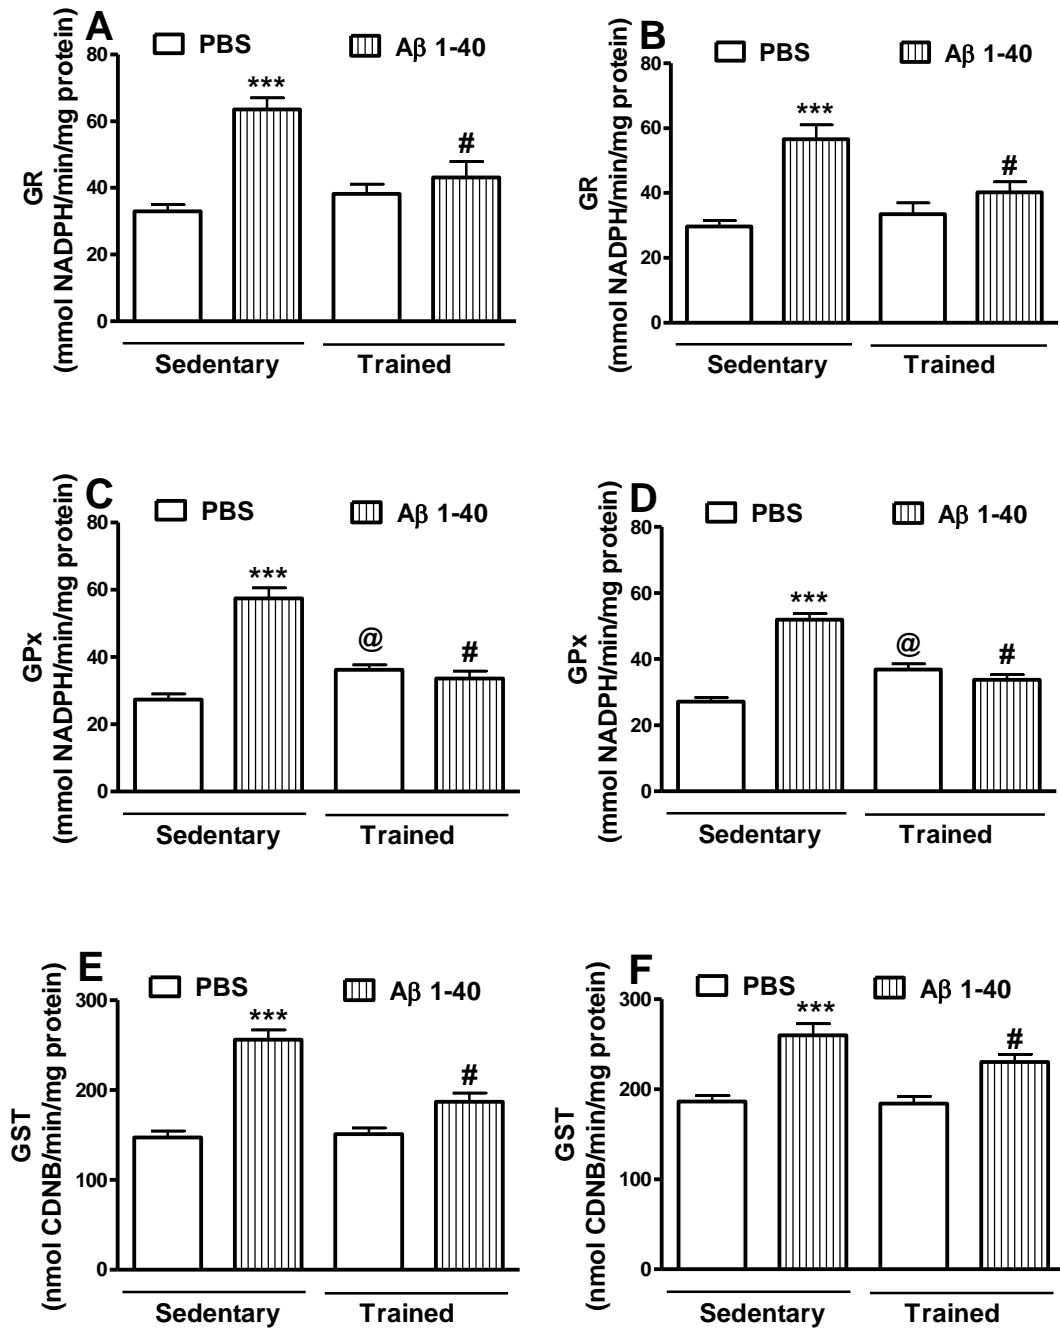 A
PBS
Aβ 1-40
GR
(mmol NADPH/min/mg protein)
80
60
40
20
0
***
#
Sedentary
Trained
B
PBS
Aβ 1-40
GR
(mmol NADPH/min/mg protein)
80
60
40
20
0
***
#
Sedentary
Trained
C
PBS
Aβ 1-40
GPx
(mmol NADPH/min/mg protein)
80
60
40
20
0
***
@
#
Sedentary
Trained
D
PBS
Aβ 1-40
GPx
(mmol NADPH/min/mg protein)
80
60
40
20
0
***
@
#
Sedentary
Trained
E
PBS
Aβ 1-40
GST
(nmol CDNB/min/mg protein)
300
200
100
0
***
#
Sedentary
Trained
F
PBS
Aβ 1-40
GST
(nmol CDNB/min/mg protein)
300
200
100
0
***
#
Sedentary
Trained